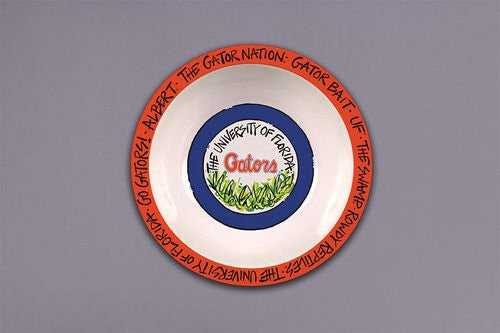 ALBERT· THE GATOR NATION· GATOR BAIT· UF· THE SWAMP ROWDY REPTILES· THE UNIVERSITY OF FLORIDA· GO GATORS!·
THE UNIVERSITY OF FLORIDA
Gators